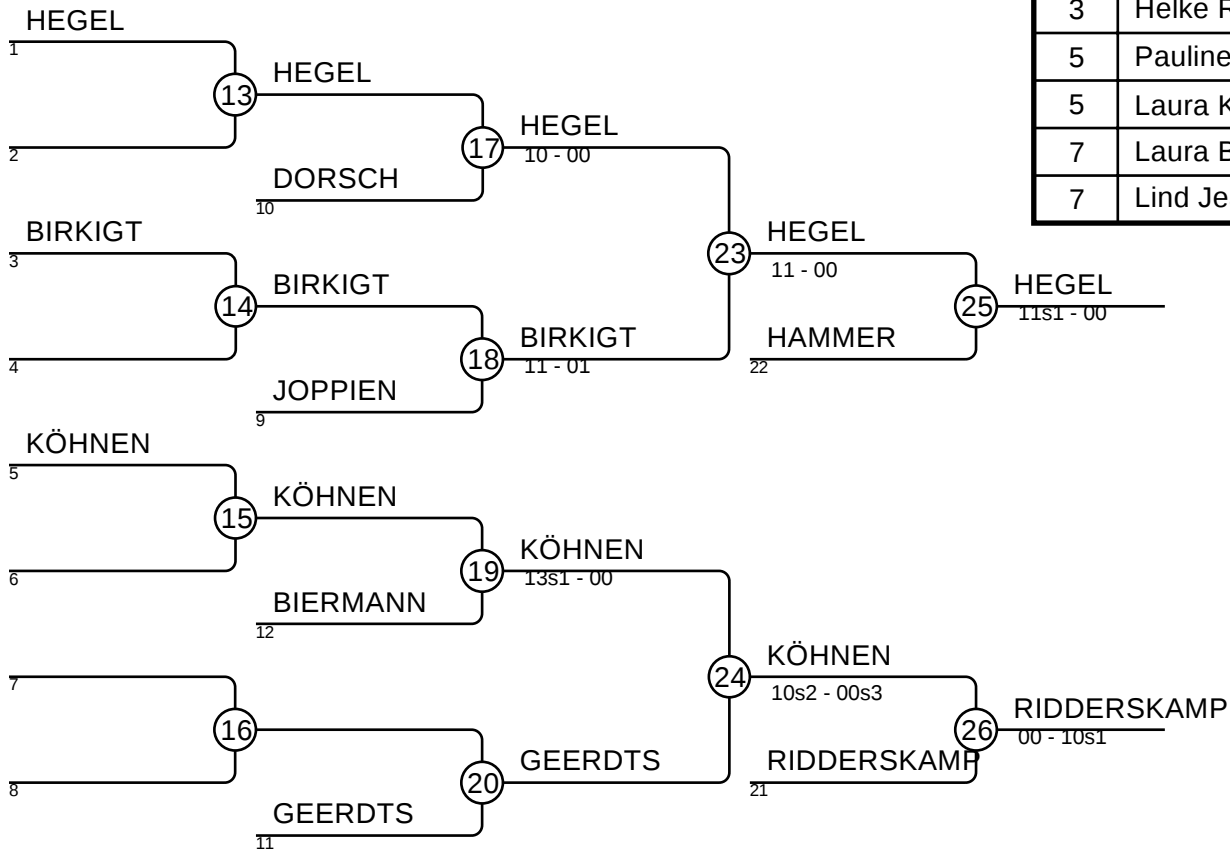 HEGEL
1
13
HEGEL
2
17
HEGEL
10 - 00
DORSCH
10
BIRKIGT
3
14
BIRKIGT
4
18
BIRKIGT
11 - 01
JOPPIEN
9
23
HEGEL
11 - 00
HAMMER
22
25
HEGEL
11s1 - 00
KÖHNEN
5
15
KÖHNEN
6
19
KÖHNEN
13s1 - 00
BIERMANN
12
7
16
8
20
GEERDTS
GEERDTS
11
24
KÖHNEN
10s2 - 00s3
RIDDERSKAMP
21
26
RIDDERSKAMP
00 - 10s1
3 Helke R
5 Pauline
5 Laura K
7 Laura B
7 Lind Je